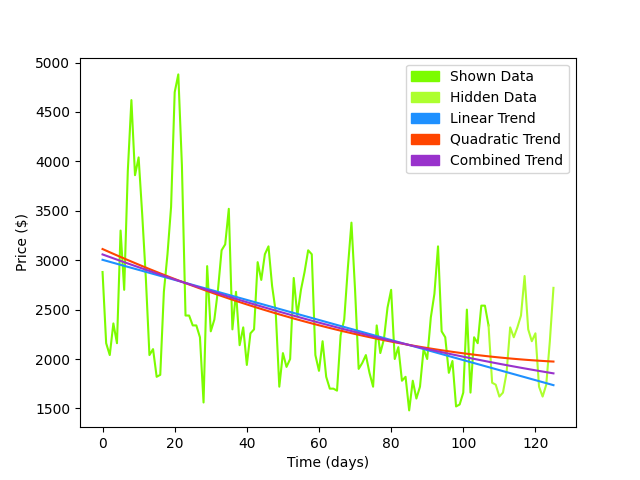 5000
4500
4000
3500
3000
2500
2000
1500
Price ($)
0 20 40 60 80 100 120
Time (days)
Shown Data
Hidden Data
Linear Trend
Quadratic Trend
Combined Trend